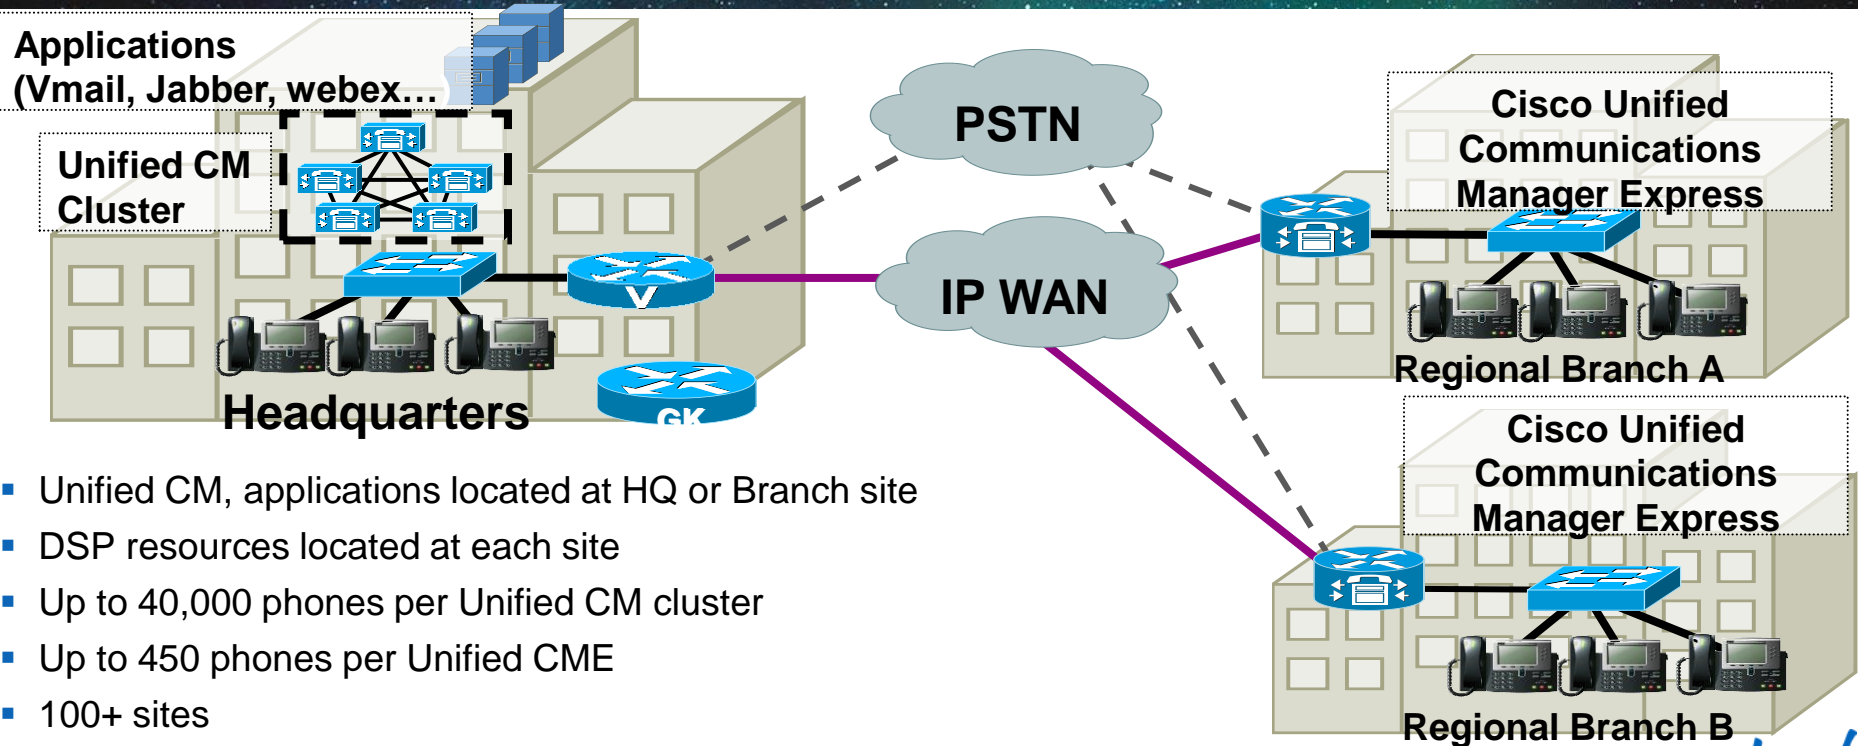 Applications
(Vmail, Jabber, webex…
Unified CM
Cluster
PSTN
IP WAN
V
GK
Headquarters
Cisco Unified
Communications
Manager Express
Regional Branch A
Cisco Unified
Communications
Manager Express
Regional Branch B
Unified CM, applications located at HQ or Branch site
DSP resources located at each site
Up to 40,000 phones per Unified CM cluster
Up to 450 phones per Unified CME
100+ sites